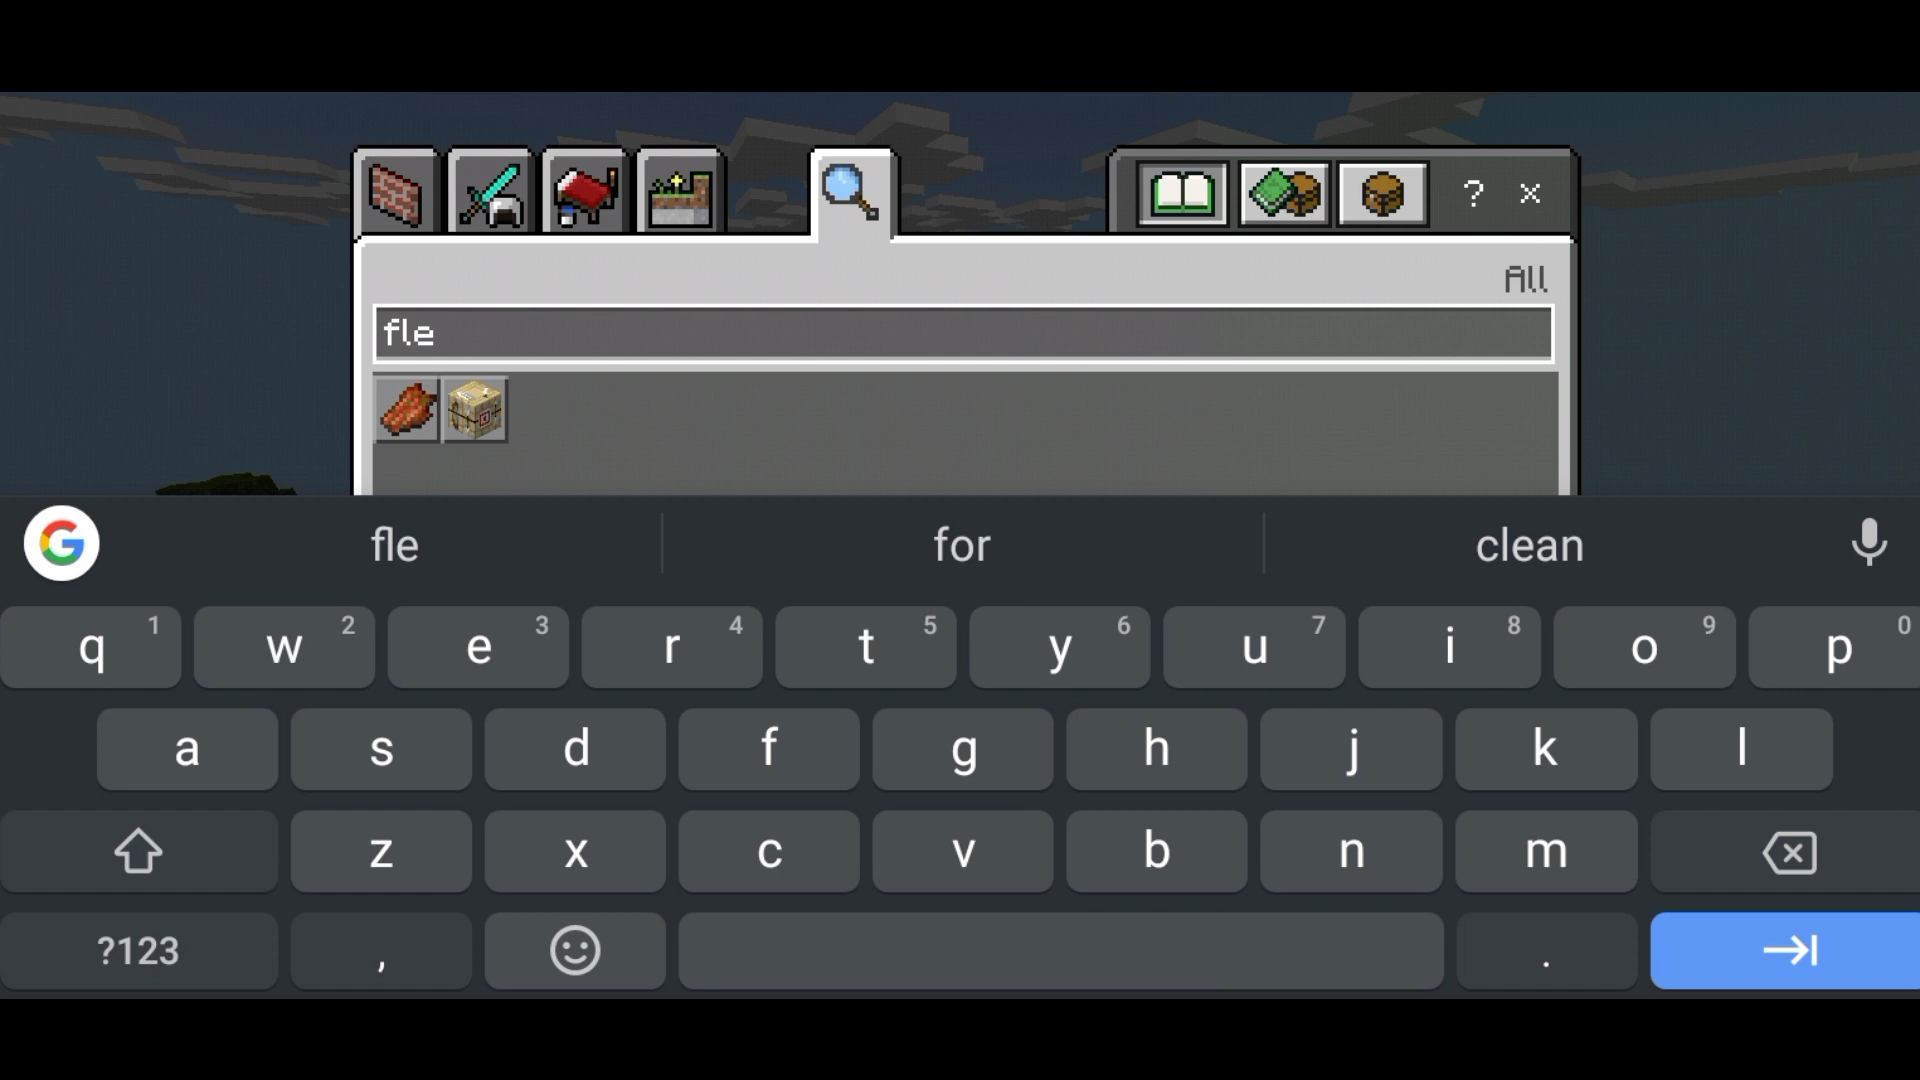 ? ×
All
fle
G fle for clean
q 1 w 2 e 3 r 4 t 5 y 6 u 7 i 8 o 9 p 0
a s d f g h j k l
z x c v b n m
?123 , .